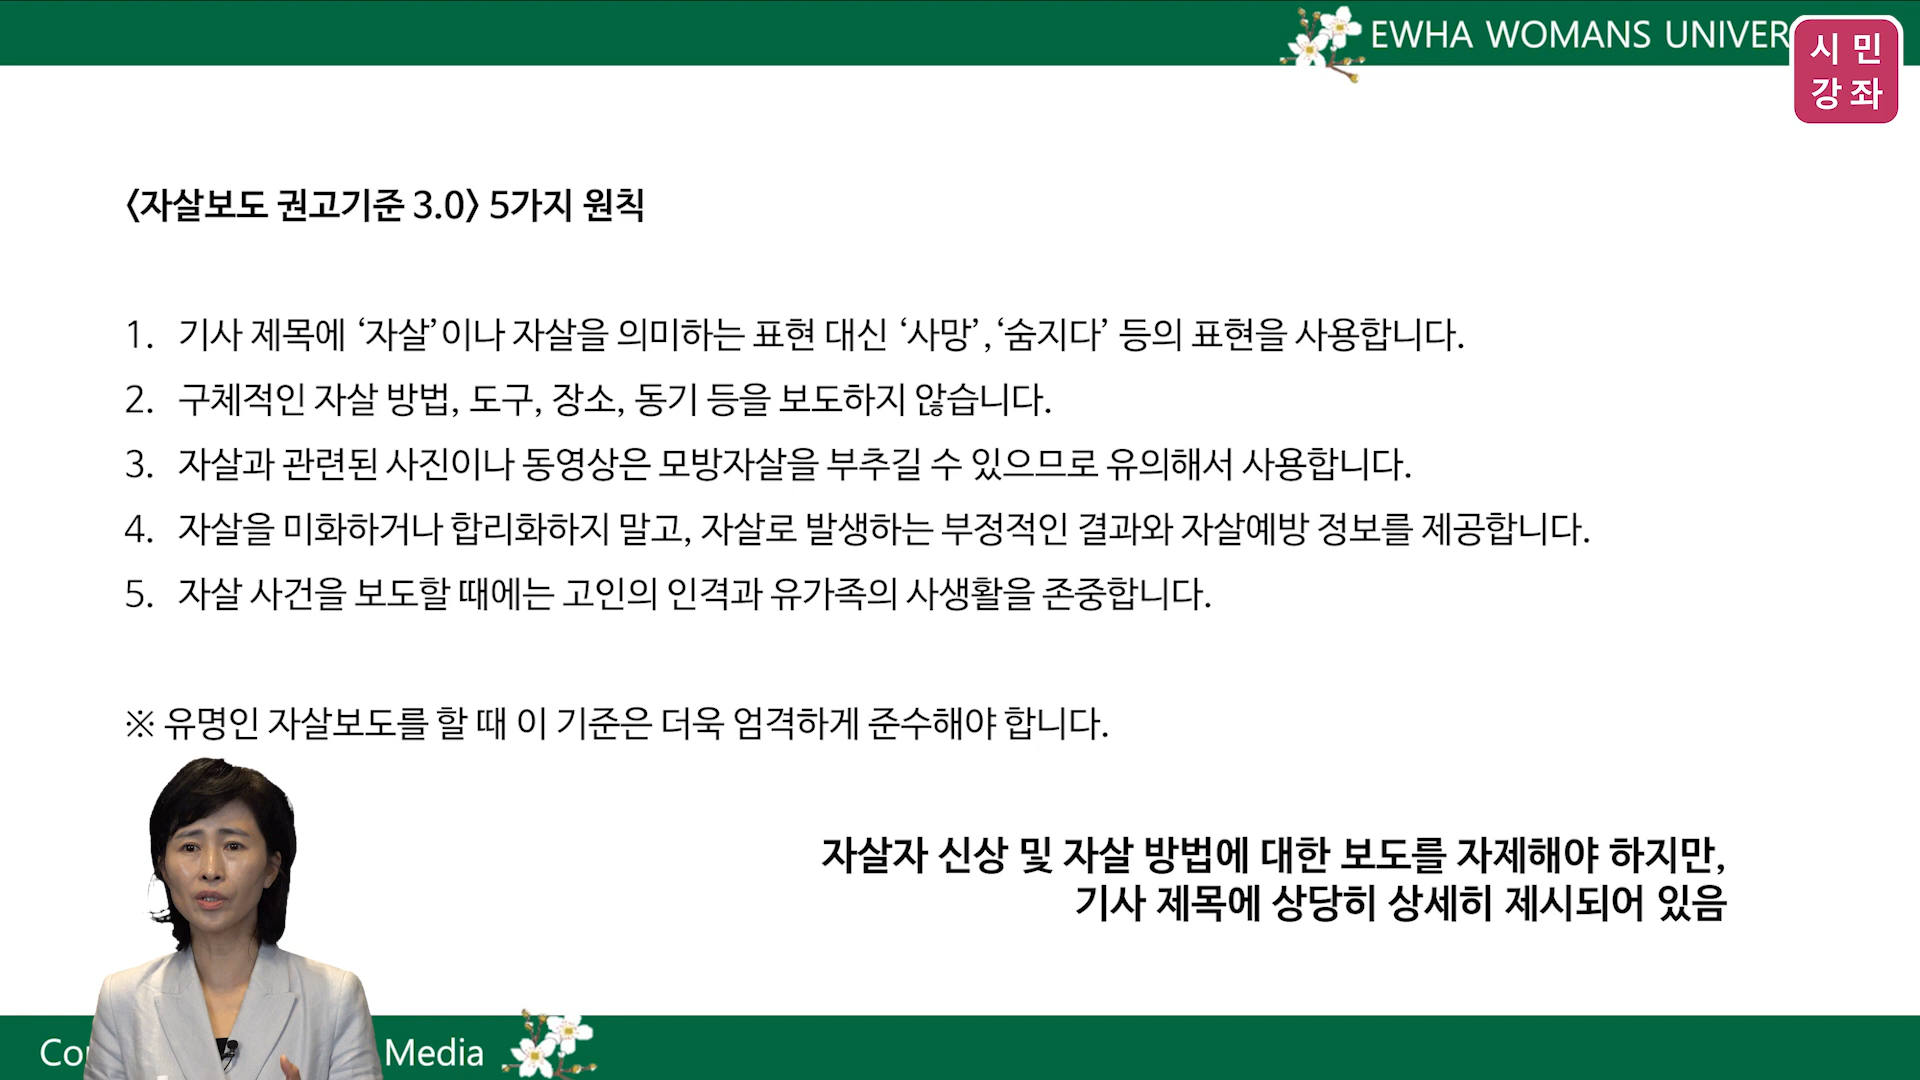 EWHA WOMANS UNIVER
시민
강좌
<자살보도 권고기준 3.0> 5가지 원칙
1. 기사 제목에 ‘자살’이나 자살을 의미하는 표현 대신 ‘사망’,‘숨지다’ 등의 표현을 사용합니다.
2. 구체적인 자살 방법, 도구, 장소, 동기 등을 보도하지 않습니다.
3. 자살과 관련된 사진이나 동영상은 모방자살을 부추길 수 있으므로 유의해서 사용합니다.
4. 자살을 미화하거나 합리화하지 말고, 자살로 발생하는 부정적인 결과와 자살예방 정보를 제공합니다.
5. 자살 사건을 보도할 때에는 고인의 인격과 유가족의 사생활을 존중합니다.
※ 유명인 자살보도를 할 때 이 기준은 더욱 엄격하게 준수해야 합니다.
자살자 신상 및 자살 방법에 대한 보도를 자제해야 하지만,
기사 제목에 상당히 상세히 제시되어 있음
Media